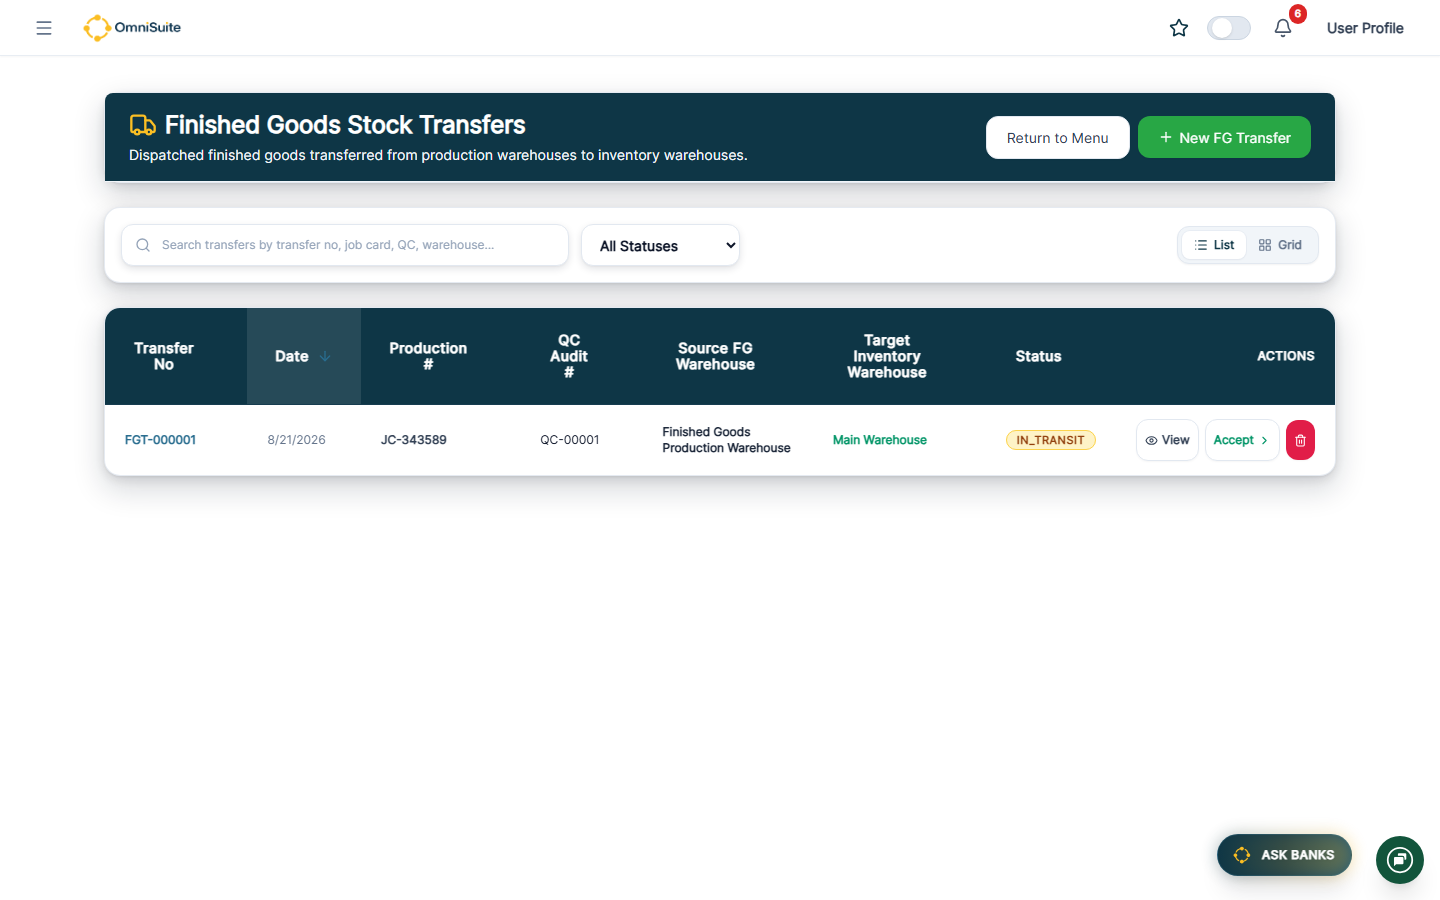 OmniSuite
6
User Profile
Finished Goods Stock Transfers
Dispatched finished goods transferred from production warehouses to inventory warehouses.
Return to Menu
New FG Transfer
Search transfers by transfer no, job card, QC, warehouse...
All Statuses
List
Grid
Transfer
No
Date
Production
#
QC
Audit
#
Source FG
Warehouse
Target
Inventory
Warehouse
Status
ACTIONS
FGT-000001
8/21/2026
JC-343589
QC-00001
Finished Goods
Production Warehouse
Main Warehouse
IN_TRANSIT
View
Accept
ASK BANKS